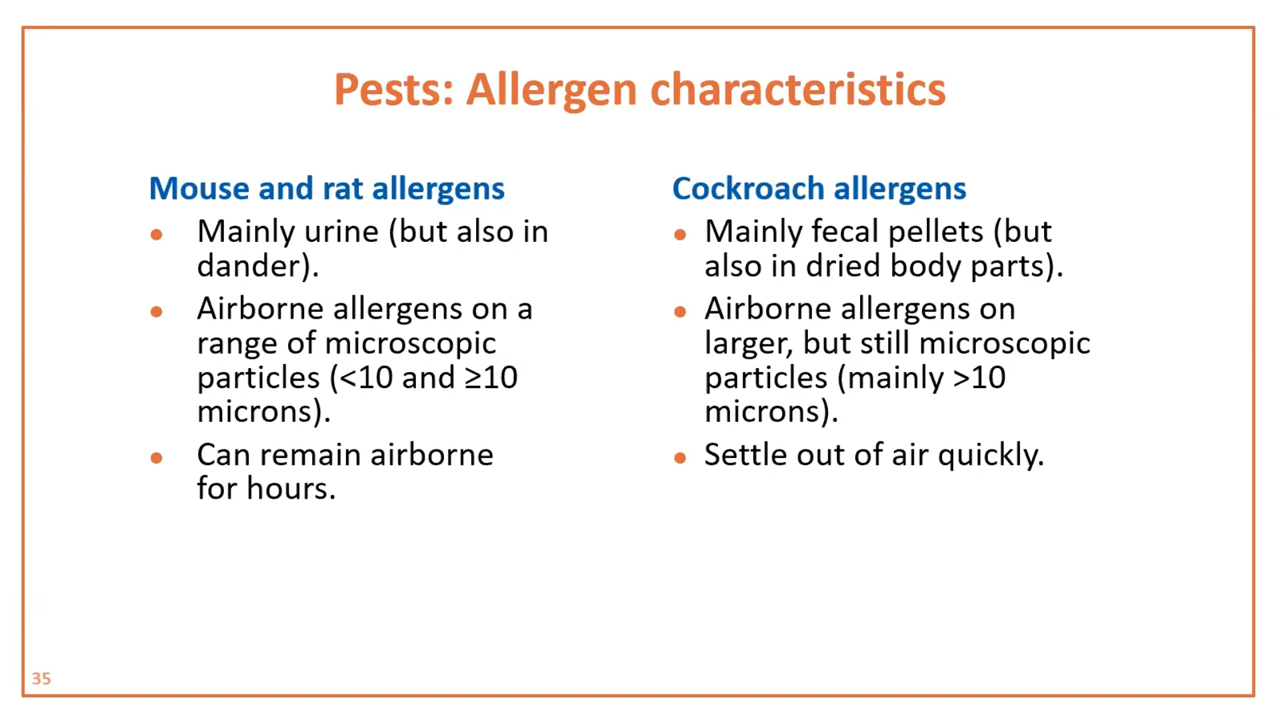 Pests: Allergen characteristics
Mouse and rat allergens
• Mainly urine (but also in
dander).
• Airborne allergens on a
range of microscopic
particles (<10 and ≥10
microns).
• Can remain airborne
for hours.
Cockroach allergens
• Mainly fecal pellets (but
also in dried body parts).
• Airborne allergens on
larger, but still microscopic
particles (mainly >10
microns).
• Settle out of air quickly.
35